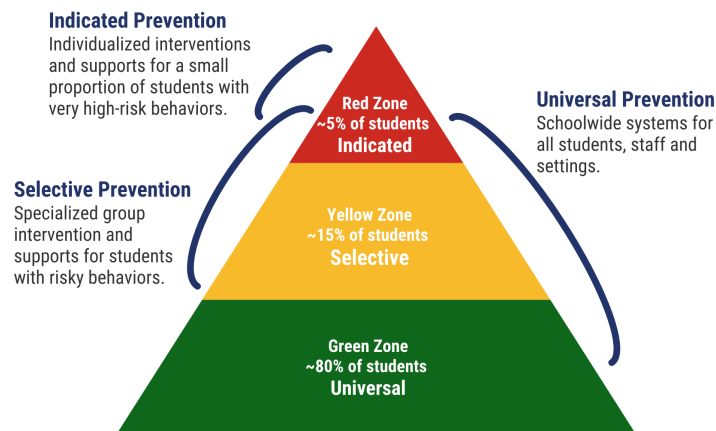 Indicated Prevention
Individualized interventions
and supports for a small
proportion of students with
very high-risk behaviors.
Red Zone
~5% of students
Indicated
Universal Prevention
Schoolwide systems for
all students, staff and
settings.
Selective Prevention
Specialized group
intervention and
supports for students
with risky behaviors.
Yellow Zone
~15% of students
Selective
Green Zone
~80% of students
Universal